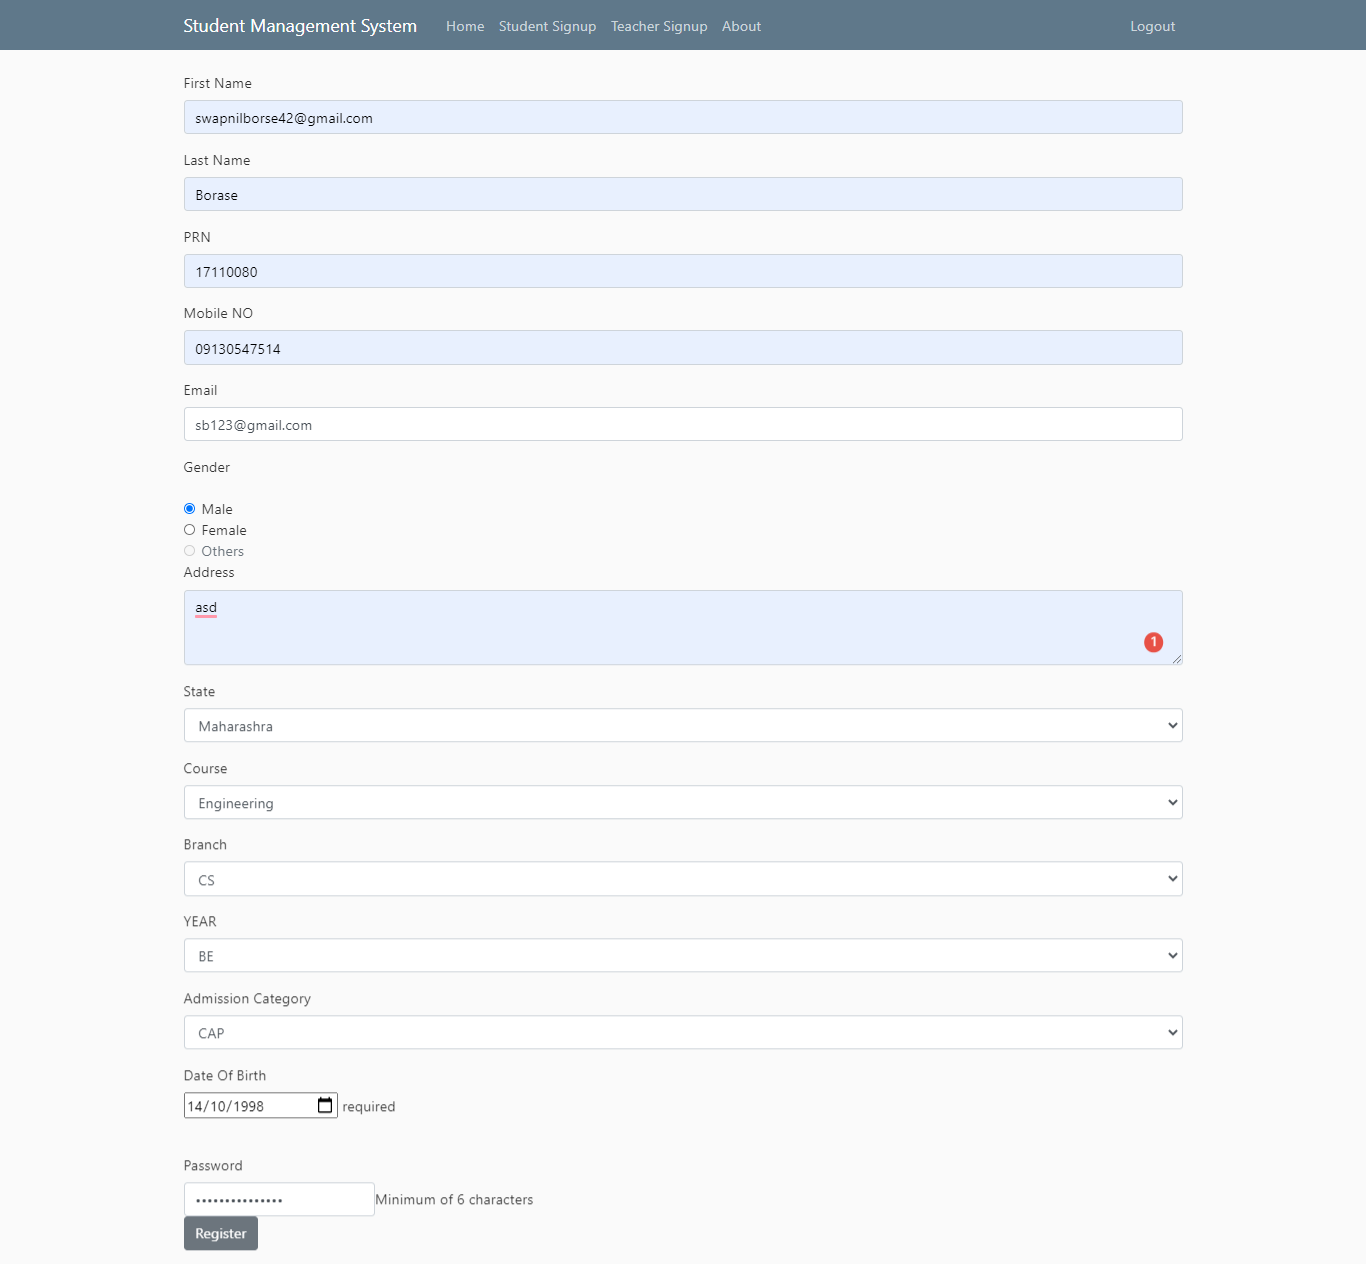 Student Management System Home Student Signup Teacher Signup About Logout
First Name
swapnilborse42@gmail.com
Last Name
Borase
PRN
17110080
Mobile NO
09130547514
Email
sb123@gmail.com
Gender
Male
Female
Others
Address
asd
1
State
Maharashra
Course
Engineering
Branch
CS
YEAR
BE
Admission Category
CAP
Date Of Birth
14/10/1998 required
Password
•••••••••••••••Minimum of 6 characters
Register